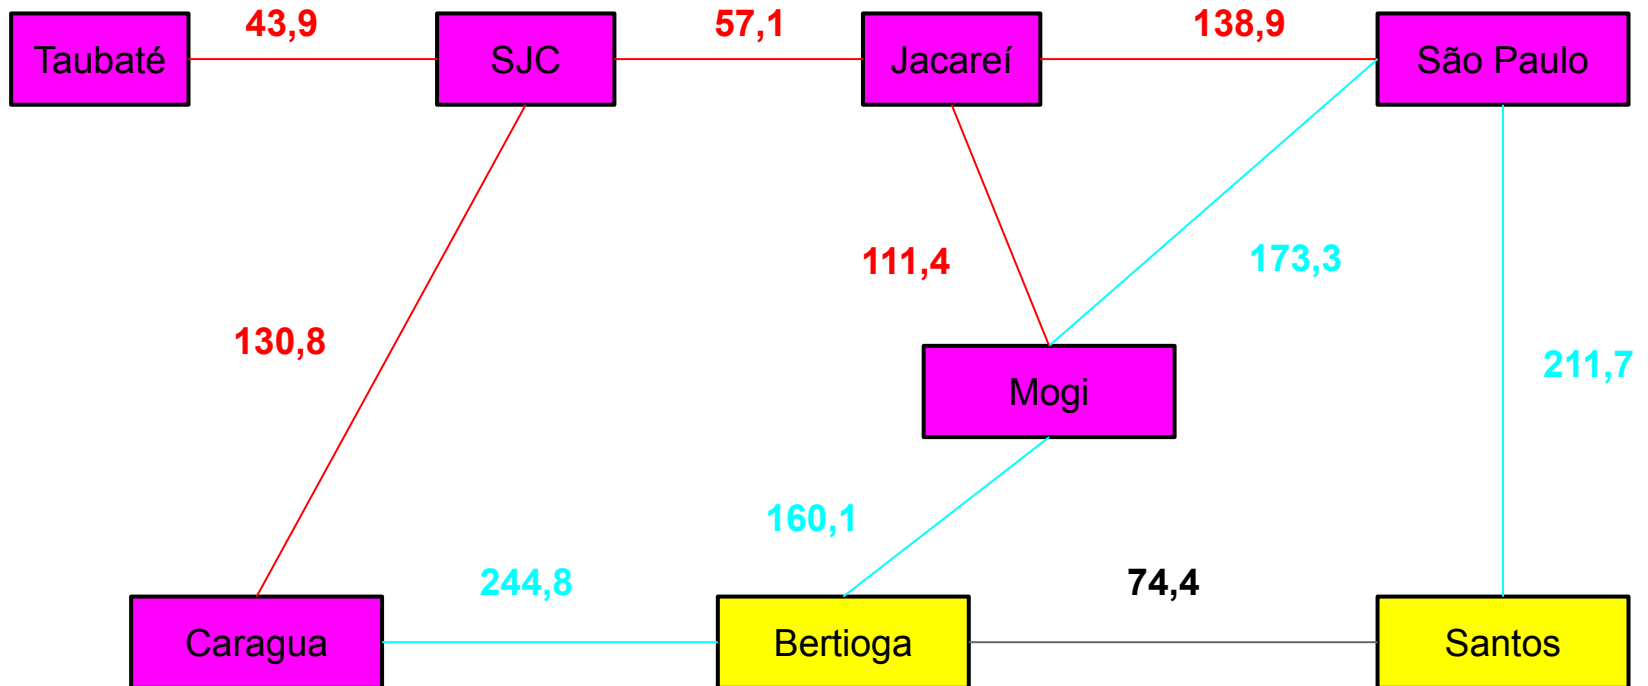 43,9
57,1
138,9
Taubaté
SJC
Jacareí
São Paulo
111,4
173,3
130,8
211,7
Mogi
160,1
244,8
74,4
Caragua
Bertioga
Santos